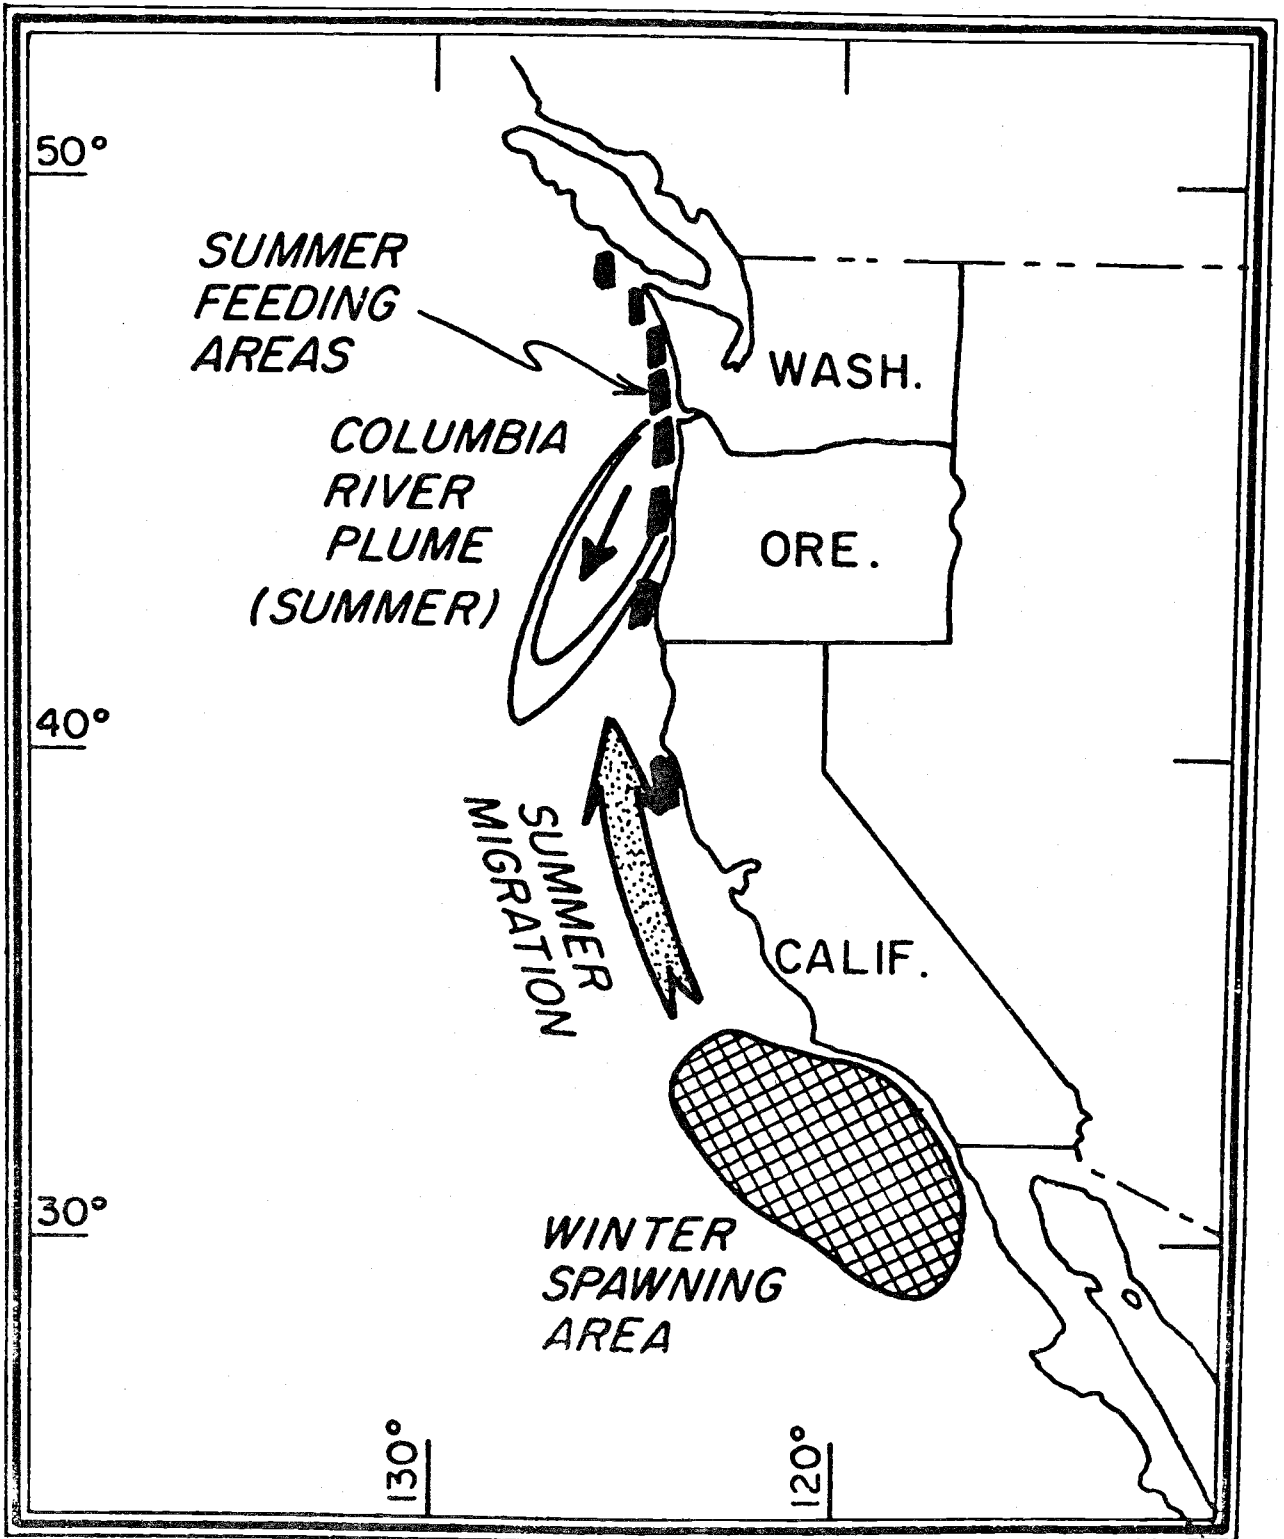 50°
SUMMER
FEEDING
AREAS
WASH.
COLUMBIA
RIVER
PLUME
(SUMMER)
ORE.
40°
SUMMER
MIGRATION
CALIF.
30°
WINTER
SPAWNING
AREA
130°
120°